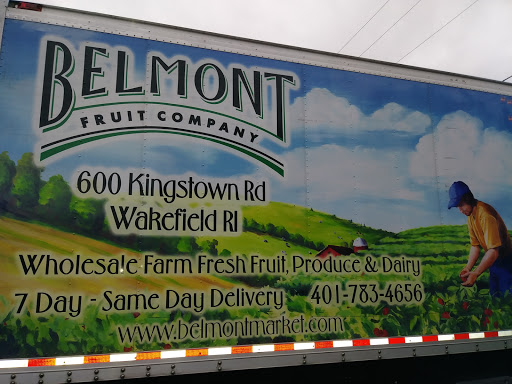 BELMONT
FRUIT COMPANY
600 Kingstown Rd
Wakefield RI
Wholesale Farm Fresh Fruit, Produce & Dairy
7 Day - Same Day Delivery 401-783-4656
www.belmontmarket.com